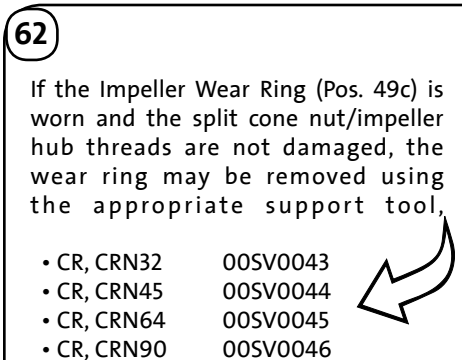 62
If the Impeller Wear Ring (Pos. 49c) is
worn and the split cone nut/impeller
hub threads are not damaged, the
wear ring may be removed using
the appropriate support tool,
• CR, CRN32 00SV0043
• CR, CRN45 00SV0044
• CR, CRN64 00SV0045
• CR, CRN90 00SV0046